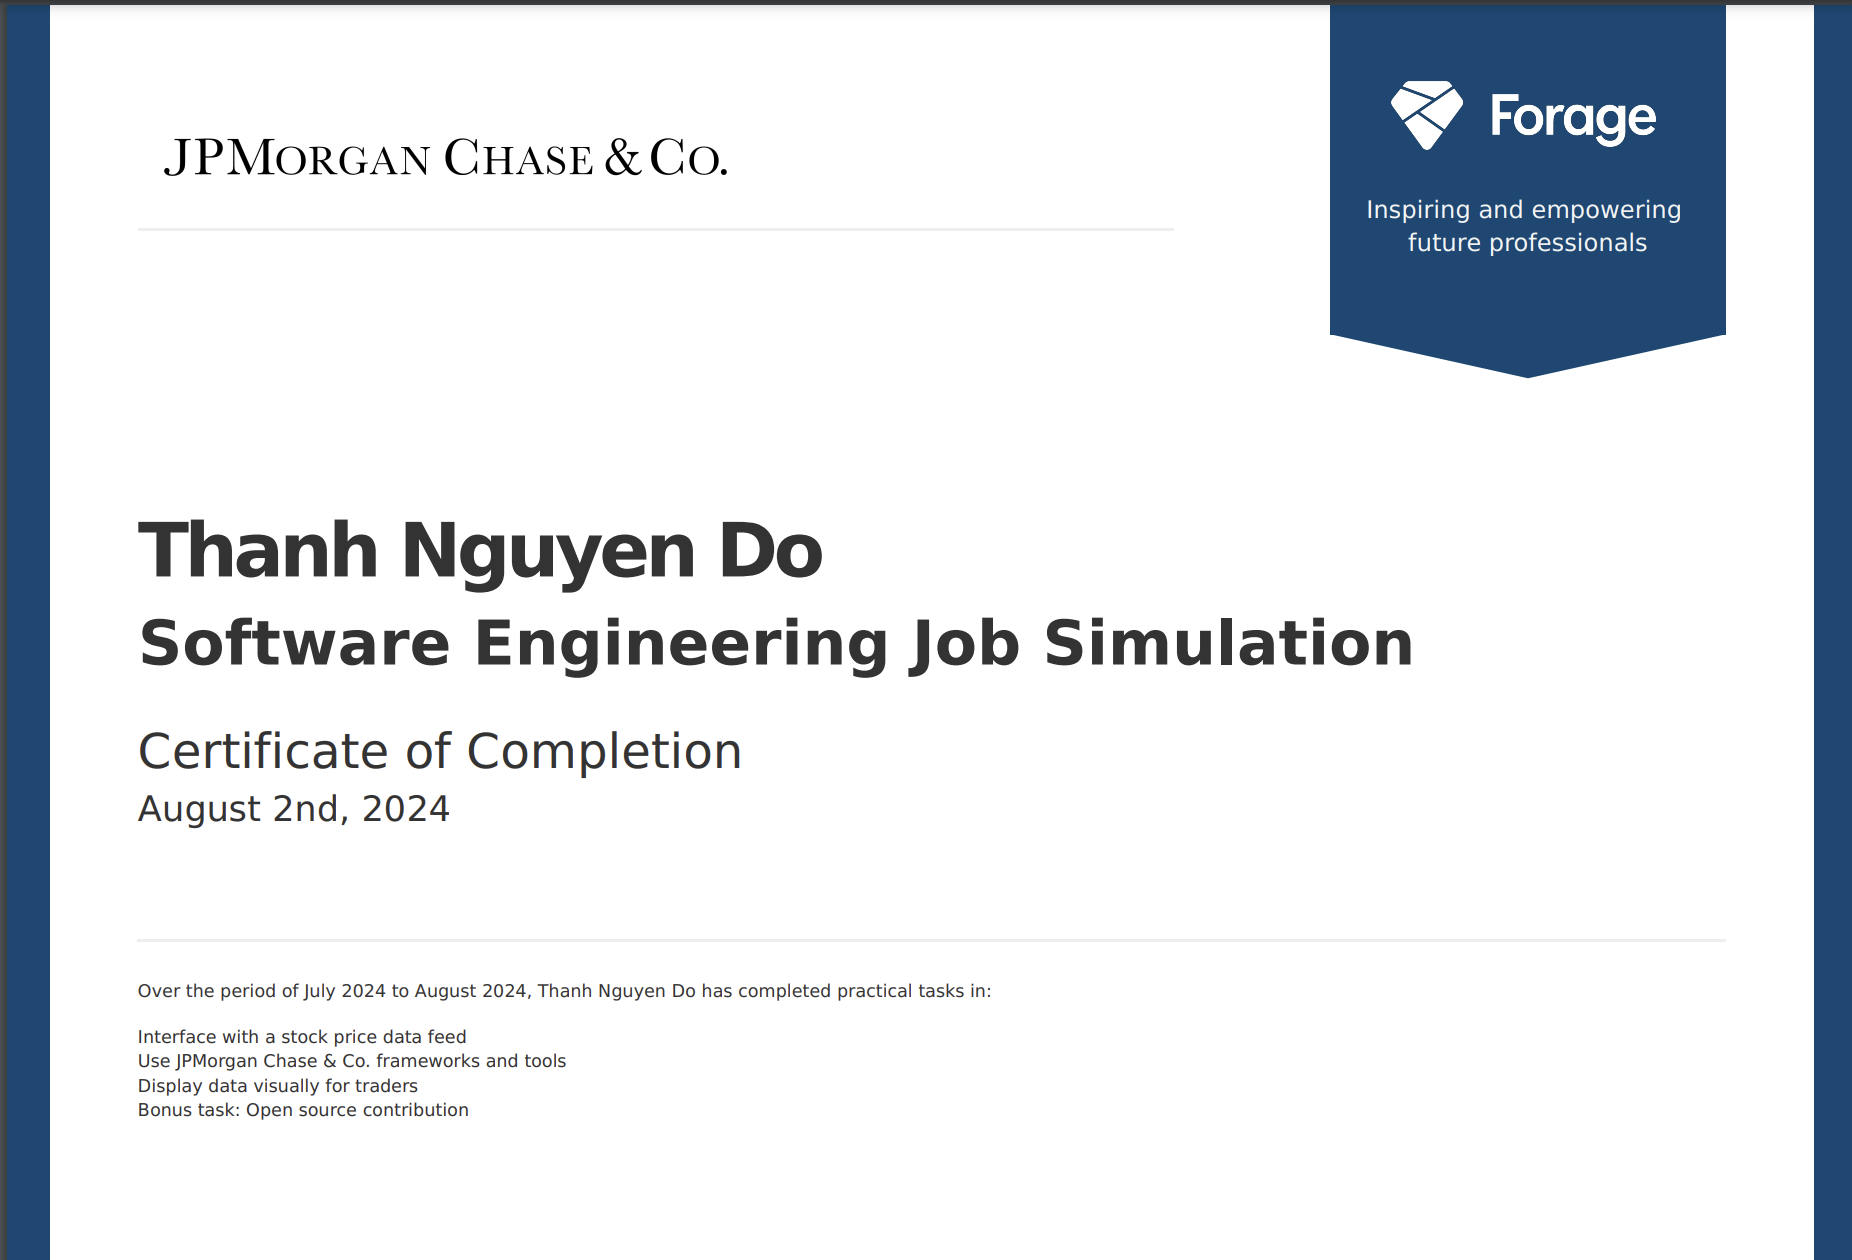 JPMORGAN CHASE & CO.
Forage
Inspiring and empowering
future professionals
Thanh Nguyen Do
Software Engineering Job Simulation
Certificate of Completion
August 2nd, 2024
Over the period of July 2024 to August 2024, Thanh Nguyen Do has completed practical tasks in:
Interface with a stock price data feed
Use JPMorgan Chase & Co. frameworks and tools
Display data visually for traders
Bonus task: Open source contribution